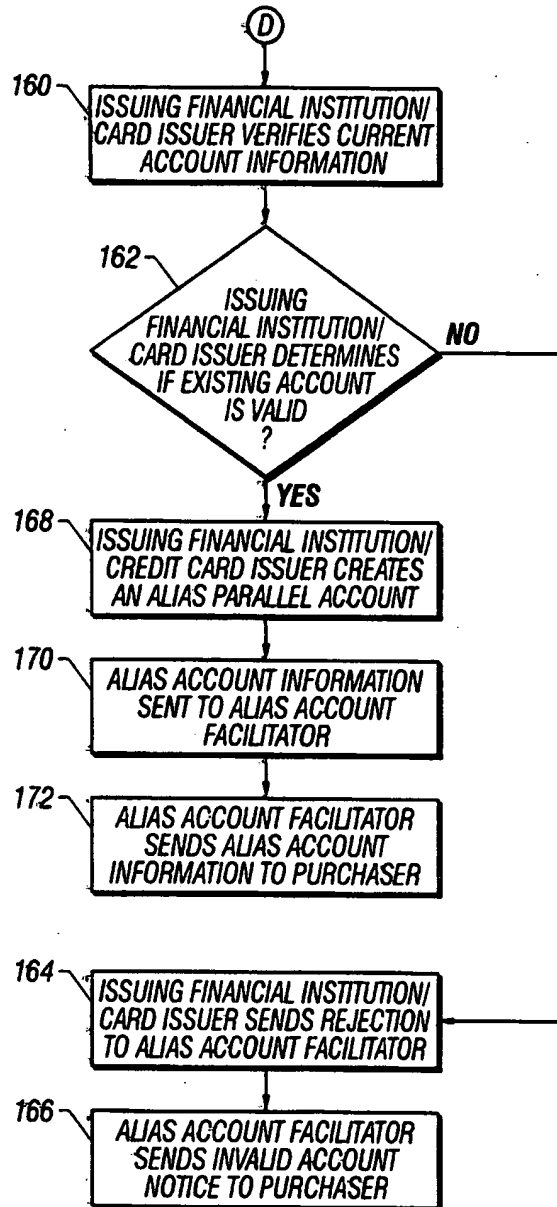 D
160
ISSUING FINANCIAL INSTITUTION/
CARD ISSUER VERIFIES CURRENT
ACCOUNT INFORMATION
162
ISSUING
FINANCIAL INSTITUTION/
CARD ISSUER DETERMINES
IF EXISTING ACCOUNT
IS VALID
?
NO
YES
168
ISSUING FINANCIAL INSTITUTION/
CREDIT CARD ISSUER CREATES
AN ALIAS PARALLEL ACCOUNT
170
ALIAS ACCOUNT INFORMATION
SENT TO ALIAS ACCOUNT
FACILITATOR
172
ALIAS ACCOUNT FACILITATOR
SENDS ALIAS ACCOUNT
INFORMATION TO PURCHASER
164
ISSUING FINANCIAL INSTITUTION/
CARD ISSUER SENDS REJECTION
TO ALIAS ACCOUNT FACILITATOR
166
ALIAS ACCOUNT FACILITATOR
SENDS INVALID ACCOUNT
NOTICE TO PURCHASER